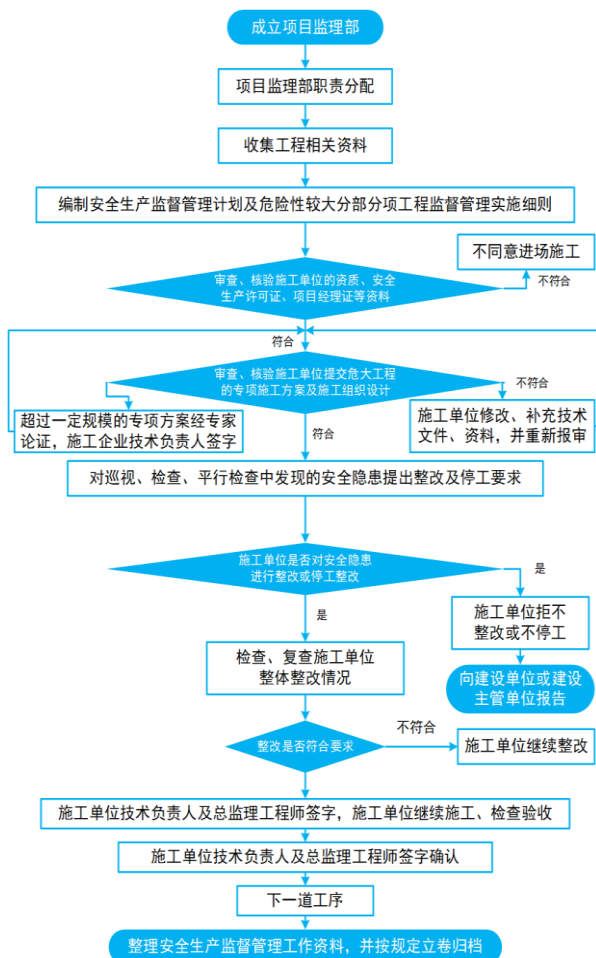 成立项目监理部
项目监理部职责分配
收集工程相关资料
编制安全生产监督管理计划及危险性较大分部分项工程监督管理实施细则
不同意进场施工
审查、核验施工单位的资质、安全
生产许可证、项目经理证等资料
不符合
符合
审查、核验施工单位提交危大工程
的专项施工方案及施工组织设计
不符合
超过一定规模的专项方案经专家
论证，施工企业技术负责人签字
施工单位修改、补充技术
文件、资料，并重新报审
符合
对巡视、检查、平行检查中发现的安全隐患提出整改及停工要求
施工单位是否对安全隐患
进行整改或停工整改
是
施工单位拒不
整改或不停工
是
检查、复查施工单位
整体整改情况
向建设单位或建设
主管单位报告
不符合
整改是否符合要求
施工单位继续整改
施工单位技术负责人及总监理工程师签字，施工单位继续施工、检查验收
施工单位技术负责人及总监理工程师签字确认
下一道工序
整理安全生产监督管理工作资料，并按规定立卷归档